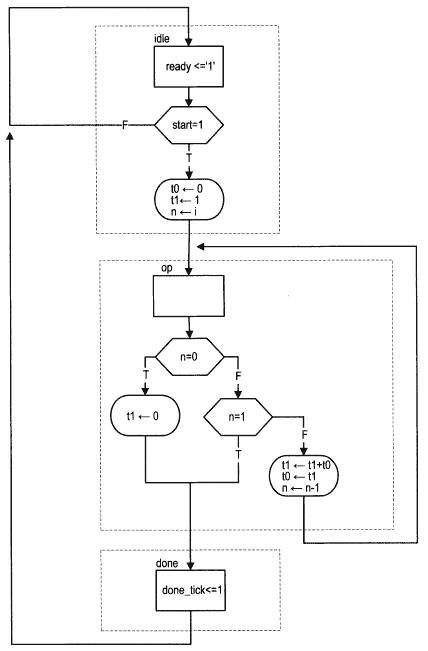 idle
ready <='1'
F
start=1
T
t0 ← 0
t1 ← 1
n ← i
op
n=0
T
F
t1 ← 0
n=1
F
T
t1 ← t1+t0
t0 ← t1
n ← n-1
done
done_tick<=1